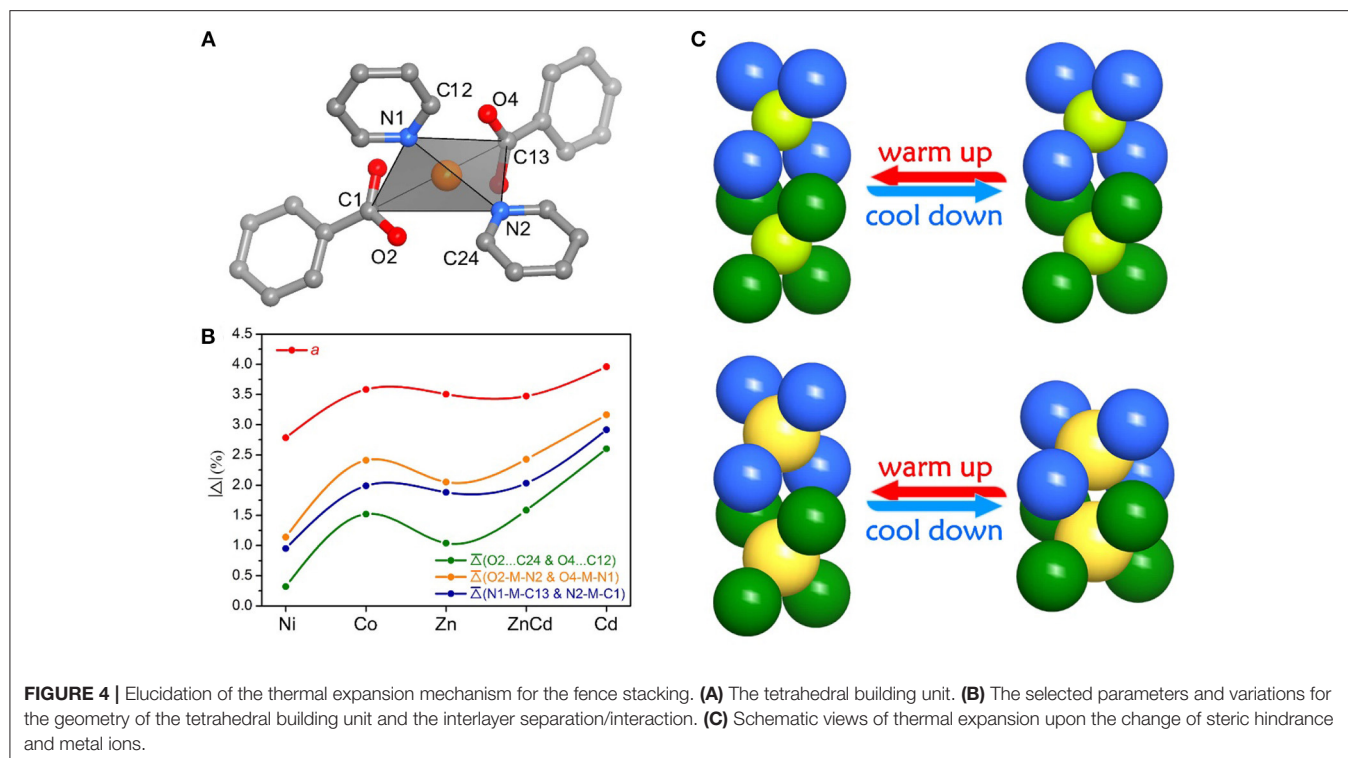 A
C12
O4
N1
C13
C1
N2
O2
C24
B
4.5
4.0
3.5
3.0
2.5
2.0
1.5
1.0
0.5
0.0
|Δ|(%)
a
Δ̅(O2...C24 & O4...C12)
Δ̅(O2-M-N2 & O4-M-N1)
Δ̅(N1-M-C13 & N2-M-C1)
Ni Co Zn ZnCd Cd
C
warm up
cool down
warm up
cool down
FIGURE 4 | Elucidation of the thermal expansion mechanism for the fence stacking. (A) The tetrahedral building unit. (B) The selected parameters and variations for
the geometry of the tetrahedral building unit and the interlayer separation/interaction. (C) Schematic views of thermal expansion upon the change of steric hindrance
and metal ions.